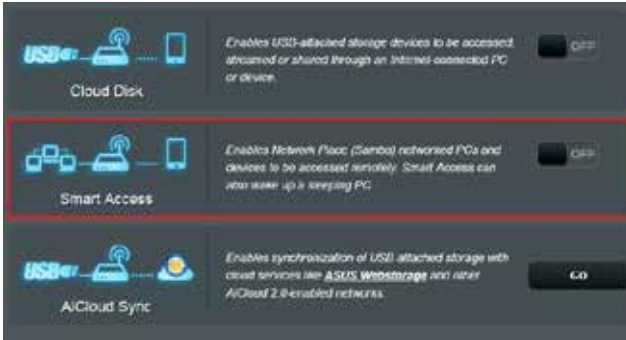 USB
Cloud Disk
Enables USB-attached storage devices to be accessed,
streamed or shared through an Internet-connected PC
or device.
OFF
Smart Access
Enables Network Place (Samba) networked PCs and
devices to be accessed remotely. Smart Access can
also wake up a sleeping PC.
OFF
USB
AiCloud Sync
Enables synchronization of USB attached storage with
cloud services like ASUS Webstorage and other
AiCloud 2.0-enabled networks.
GO